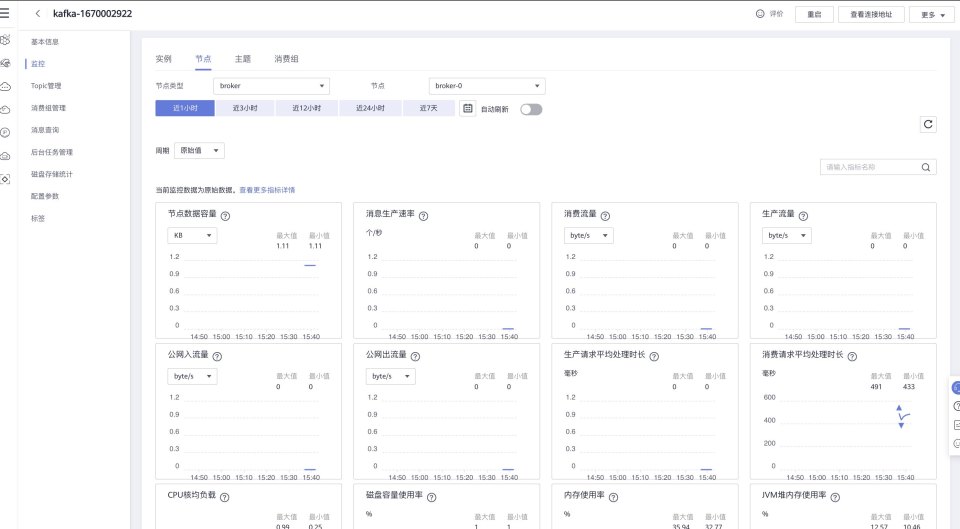 kafka-1670002922
评价
重启
查看连接地址
更多
基本信息
监控
Topic管理
消费组管理
消息查询
后台任务管理
磁盘存储统计
配置参数
标签
实例 节点 主题 消费组
节点类型 broker 节点 broker-0
近1小时 近3小时 近12小时 近24小时 近7天 自动刷新
周期 原始值
请输入指标名称
当前监控数据为原始数据。查看更多指标详情
节点数据容量
KB
最大值 最小值
1.11 1.11
1.2
0.9
0.6
0.3
0
14:50 15:00 15:10 15:20 15:30 15:40
消息生产速率
个/秒
最大值 最小值
0 0
1.2
0.9
0.6
0.3
0
14:50 15:00 15:10 15:20 15:30 15:40
消费流量
byte/s
最大值 最小值
0 0
1.2
0.9
0.6
0.3
0
14:50 15:00 15:10 15:20 15:30 15:40
生产流量
byte/s
最大值 最小值
0 0
1.2
0.9
0.6
0.3
0
14:50 15:00 15:10 15:20 15:30 15:40
公网入流量
byte/s
最大值 最小值
0 0
1.2
0.9
0.6
0.3
0
14:50 15:00 15:10 15:20 15:30 15:40
公网出流量
byte/s
最大值 最小值
0 0
1.2
0.9
0.6
0.3
0
14:50 15:00 15:10 15:20 15:30 15:40
生产请求平均处理时长
毫秒
最大值 最小值
0 0
1.2
0.9
0.6
0.3
0
14:50 15:00 15:10 15:20 15:30 15:40
消费请求平均处理时长
毫秒
最大值 最小值
491 433
600
400
200
0
14:50 15:00 15:10 15:20 15:30 15:40
CPU核均负载
最大值 最小值
0.99 0.25
磁盘容量使用率
%
最大值 最小值
1 1
内存使用率
%
最大值 最小值
35.94 32.77
JVM堆内存使用率
%
最大值 最小值
12.57 10.46